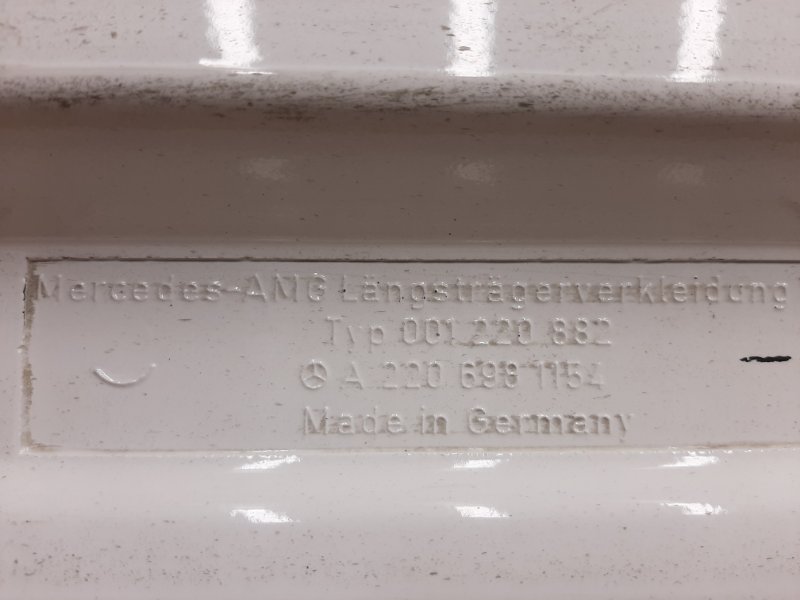 Mercedes-AMG Längsträgerverkleidung
Typ 001 220 882
A 220 698 1154
Made in Germany